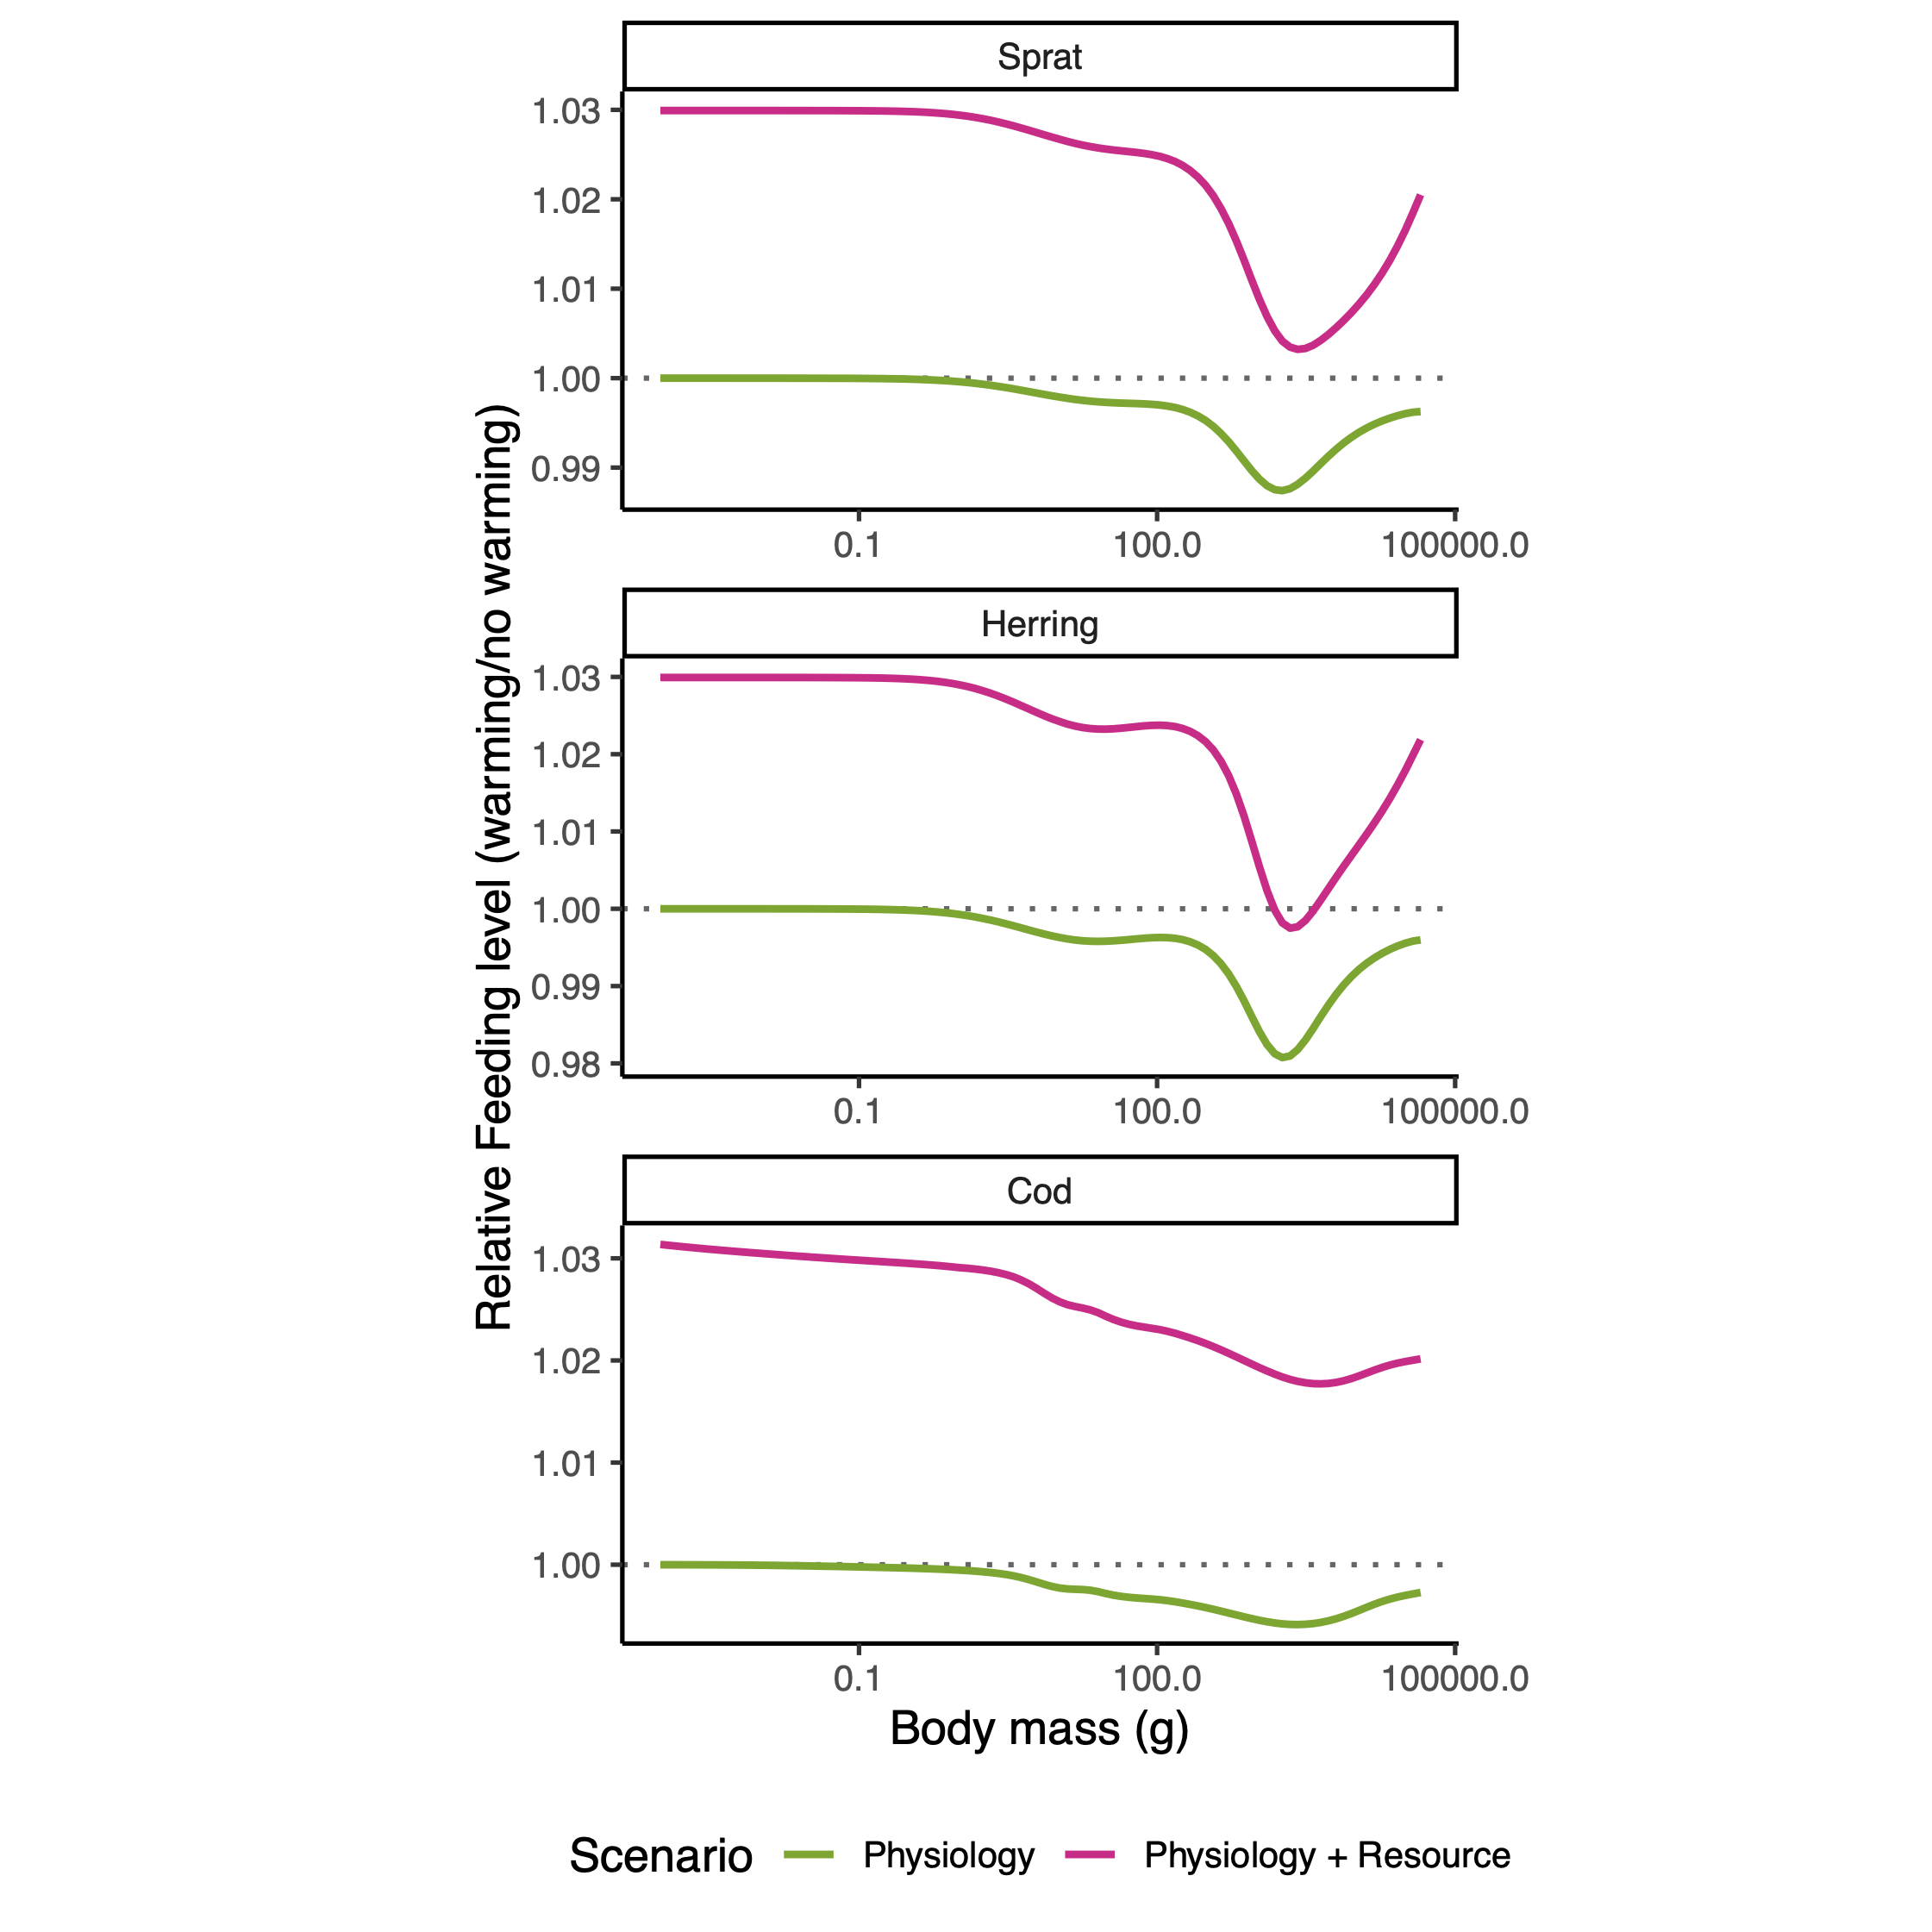 Relative Feeding level (warming/no warming)
Sprat
1.03
1.02
1.01
1.00
0.99
0.1 100.0 100000.0
Herring
1.03
1.02
1.01
1.00
0.99
0.98
0.1 100.0 100000.0
Cod
1.03
1.02
1.01
1.00
0.1 100.0 100000.0
Body mass (g)
Scenario Physiology Physiology + Resource